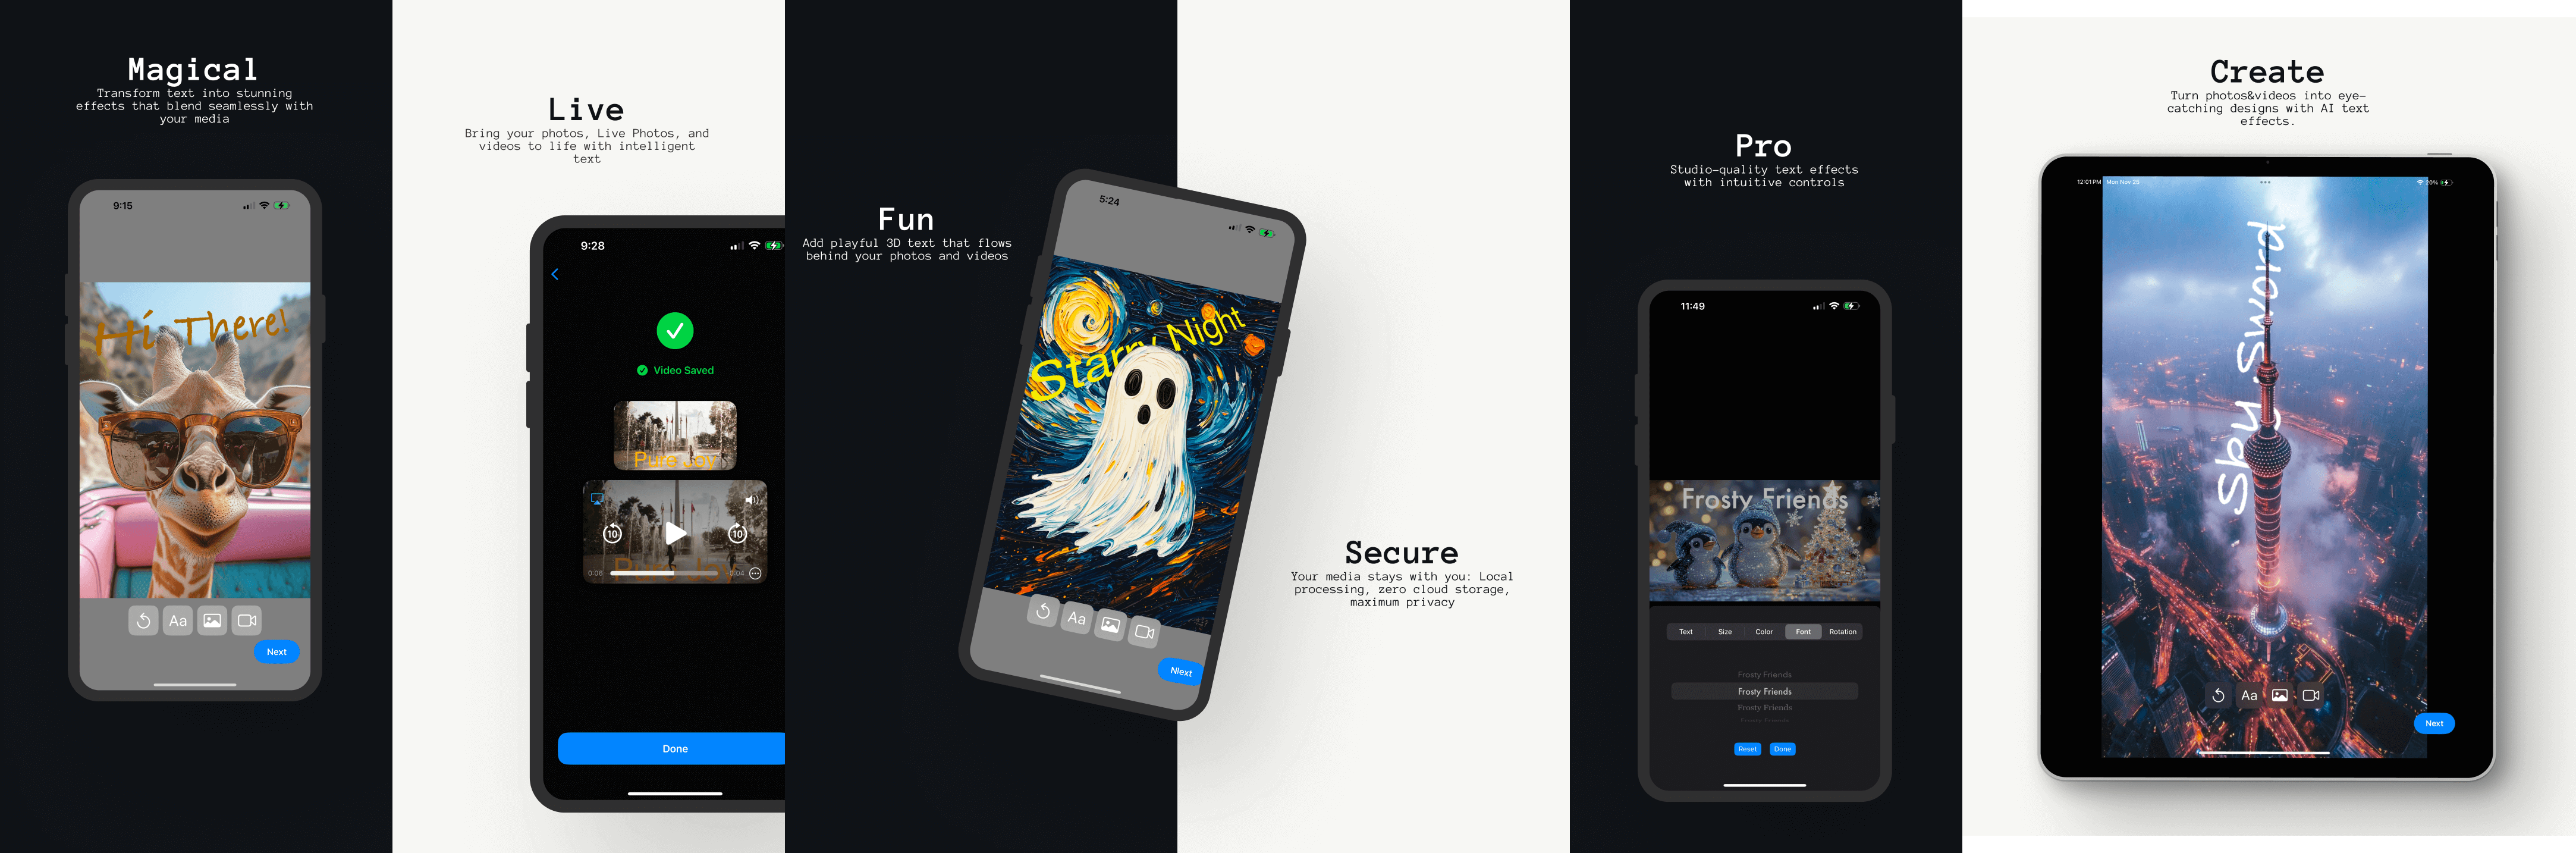 Magical
Transform text into stunning
effects that blend seamlessly with
your media
9:15
Hi There!
Aa
Next
Live
Bring your photos, Live Photos, and
videos to life with intelligent
text
9:28
Video Saved
Pure Joy
10
10
0:06
0:04
Pure Joy
Done
Fun
Add playful 3D text that flows
behind your photos and videos
5:24
Starry Night
Aa
Next
Secure
Your media stays with you: Local
processing, zero cloud storage,
maximum privacy
Pro
Studio-quality text effects
with intuitive controls
11:49
Frosty Friends
Text Size Color Font Rotation
Frosty Friends
Frosty Friends
Frosty Friends
Frosty Friends
Reset Done
Create
Turn photos&videos into eye-
catching designs with AI text
effects.
12:01PM Mon Nov 25
20%
Sky Sword
Aa
Next